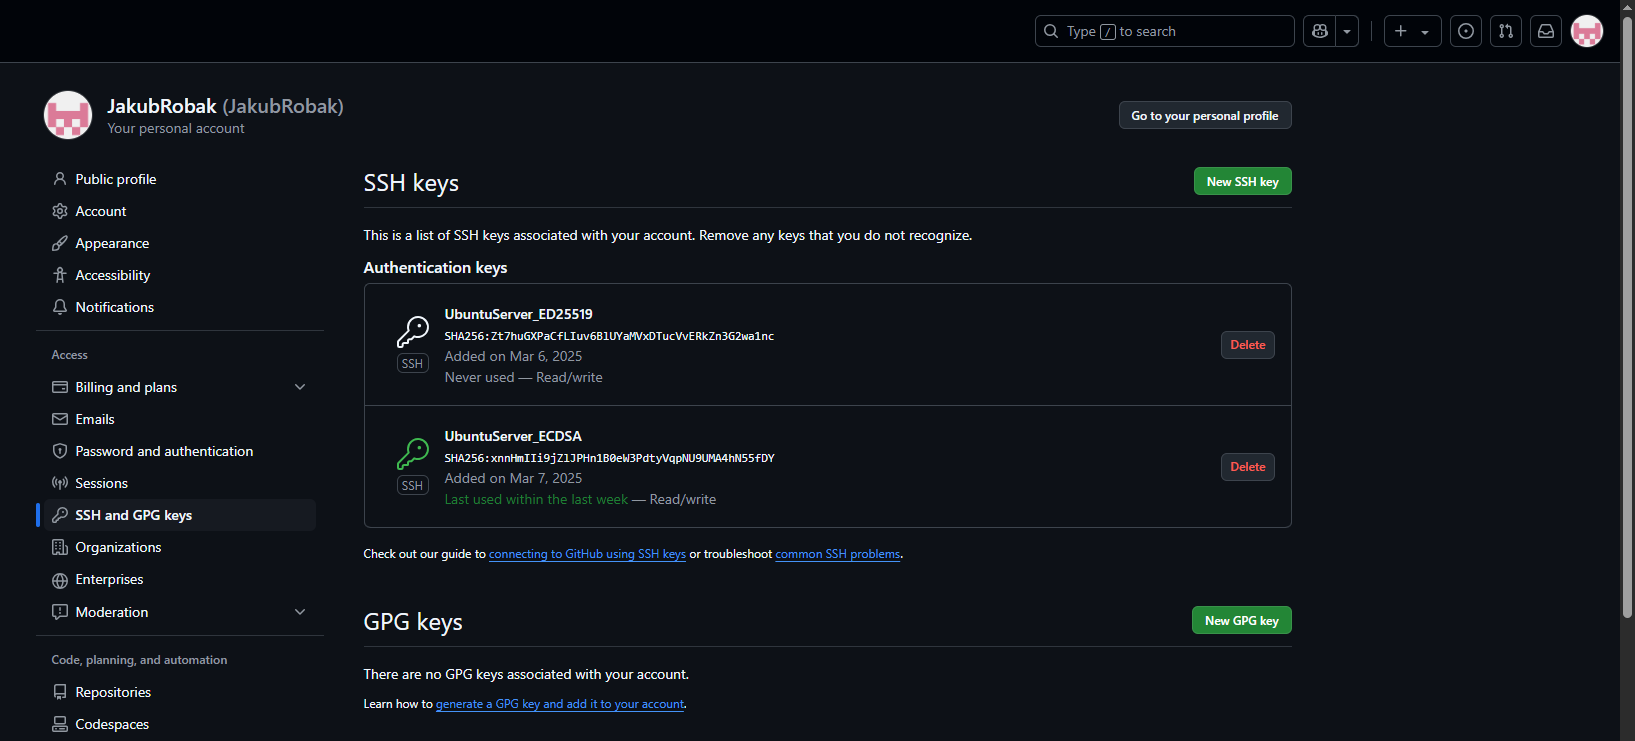 Type / to search
JakubRobak (JakubRobak)
Your personal account
Go to your personal profile
Public profile
Account
Appearance
Accessibility
Notifications
Access
Billing and plans
Emails
Password and authentication
Sessions
SSH and GPG keys
Organizations
Enterprises
Moderation
Code, planning, and automation
Repositories
Codespaces
SSH keys
New SSH key
This is a list of SSH keys associated with your account. Remove any keys that you do not recognize.
Authentication keys
UbuntuServer_ED25519
SHA256:Zt7huGXPaCfLIuv6BlUYaMVxDTucVvERkZn3G2wa1nc
SSH
Added on Mar 6, 2025
Never used — Read/write
Delete
UbuntuServer_ECDSA
SHA256:xnnHmIIi9jZlJPHn1B0eW3PdtyVqpNU9UMA4hN55fDY
SSH
Added on Mar 7, 2025
Last used within the last week — Read/write
Delete
Check out our guide to connecting to GitHub using SSH keys or troubleshoot common SSH problems.
GPG keys
New GPG key
There are no GPG keys associated with your account.
Learn how to generate a GPG key and add it to your account.